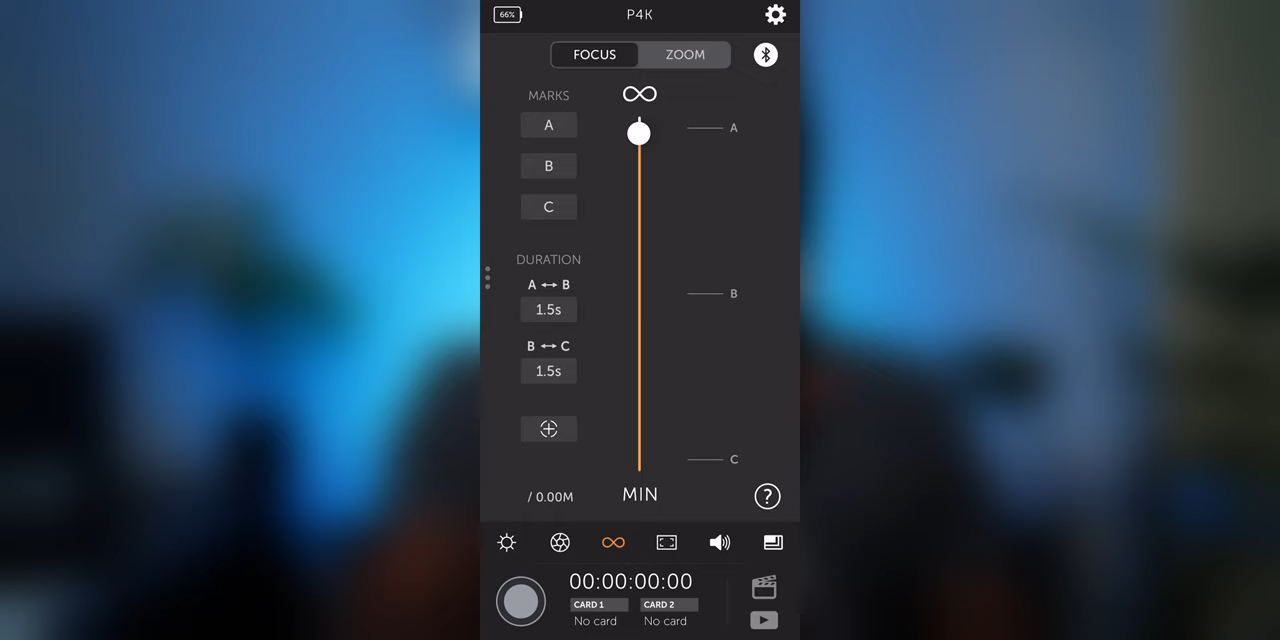 66% P4K
FOCUS ZOOM
MARKS
A
B
C
A
B
C
DURATION
A ↔ B
1.5s
B ↔ C
1.5s
/ 0.00M
MIN
?
00:00:00:00
CARD 1 CARD 2
No card No card